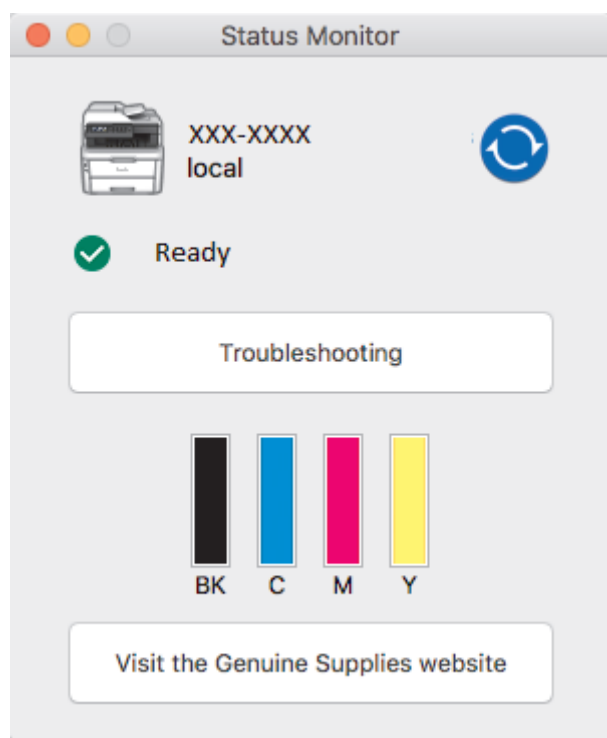 Status Monitor
XXX-XXXX
local
Ready
Troubleshooting
BK C M Y
Visit the Genuine Supplies website